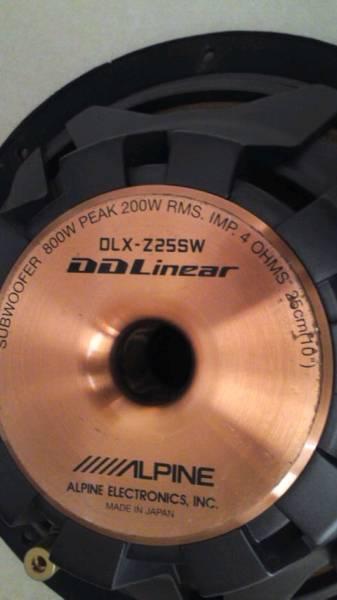 SUBWOOFER 800W PEAK 200W RMS. IMP. 4 OHMS 25cm(10")
DLX-Z25SW
DDLinear
ALPINE
ALPINE ELECTRONICS, INC.
MADE IN JAPAN